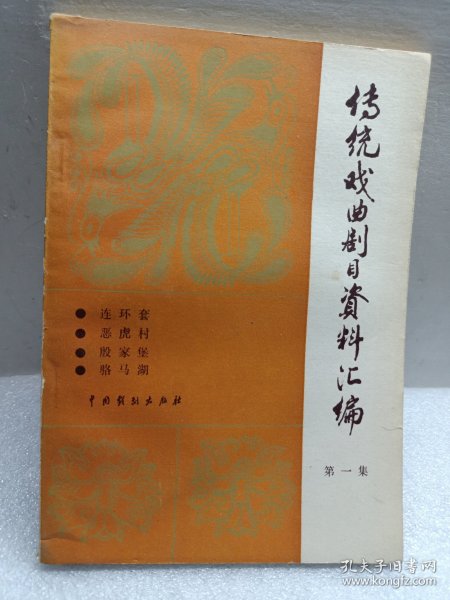 传统戏曲剧目資料汇编
第一集
● 连环套
● 恶虎村
● 殷家堡
● 骆马湖
中国戏剧出版社
孔夫子旧书网
www.kongfz.com